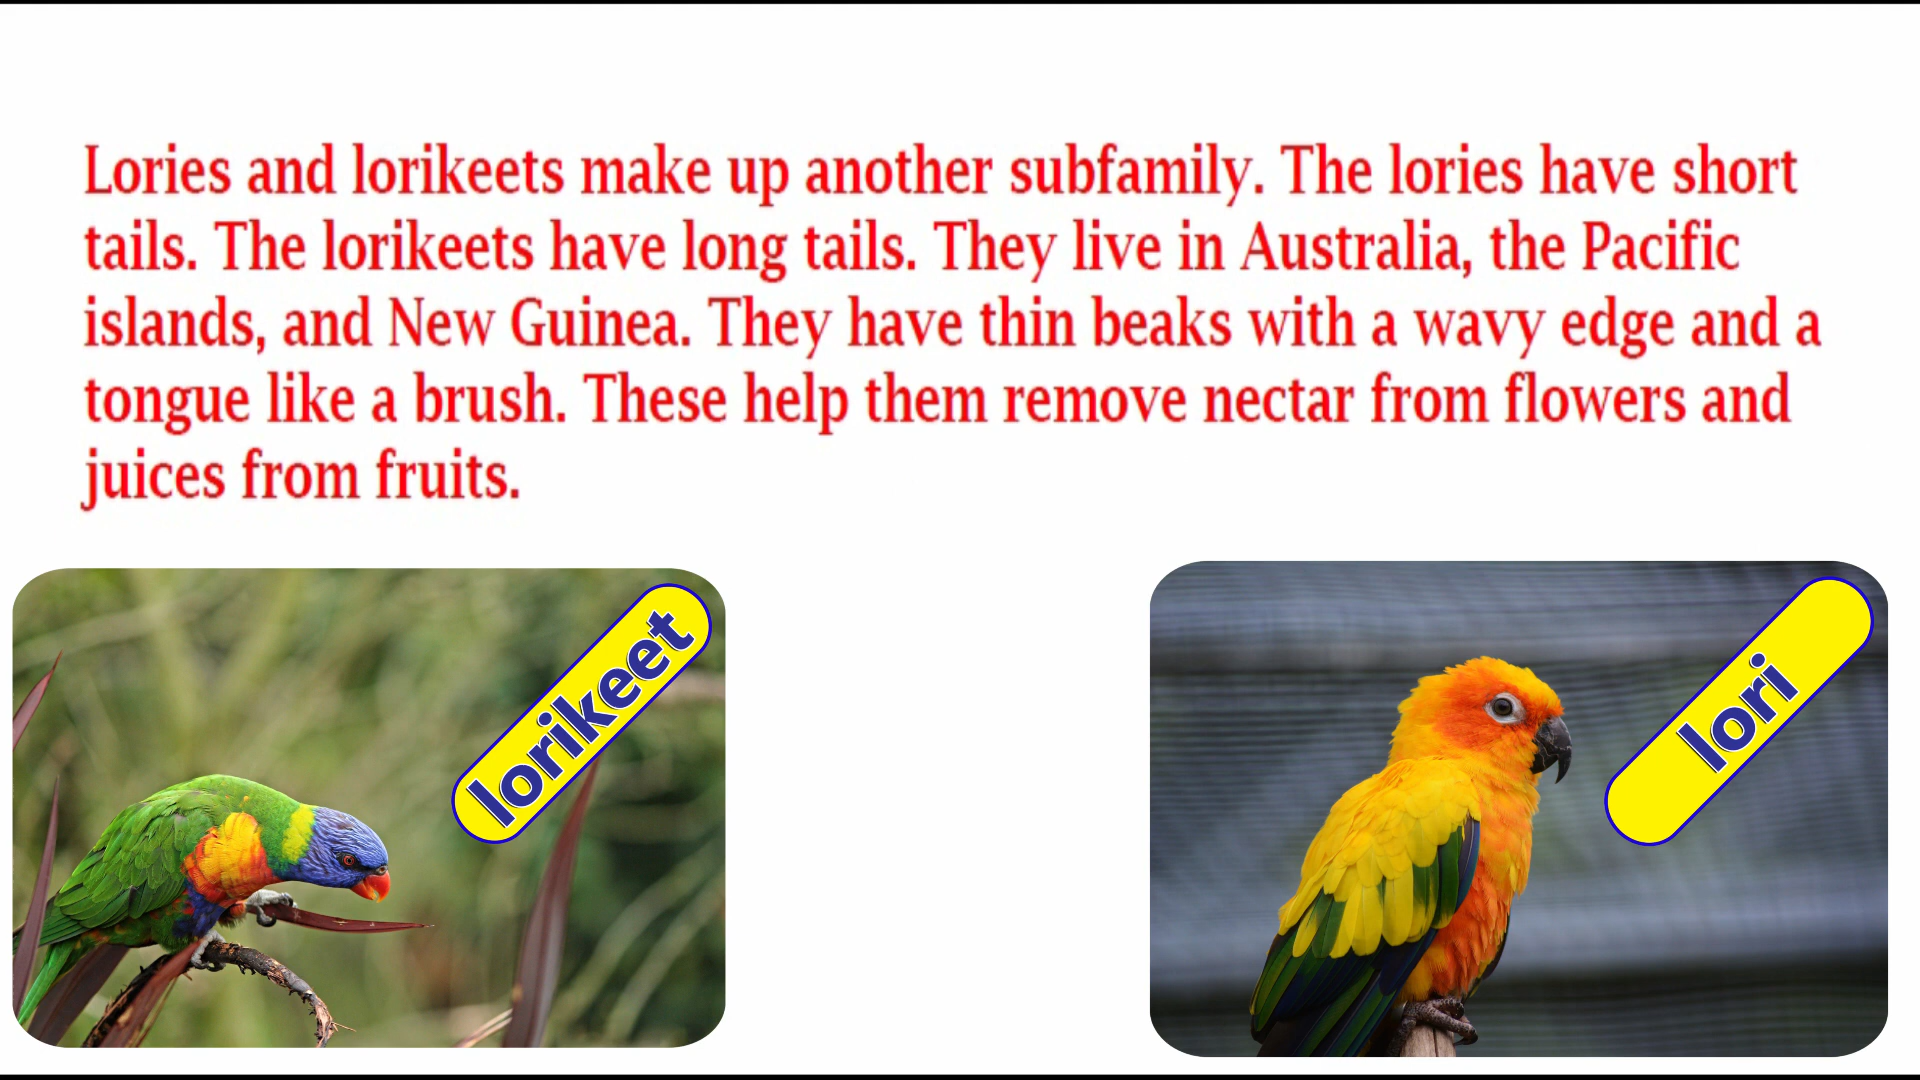 Lories and lorikeets make up another subfamily. The lories have short
tails. The lorikeets have long tails. They live in Australia, the Pacific
islands, and New Guinea. They have thin beaks with a wavy edge and a
tongue like a brush. These help them remove nectar from flowers and
juices from fruits.
lorikeet
lori